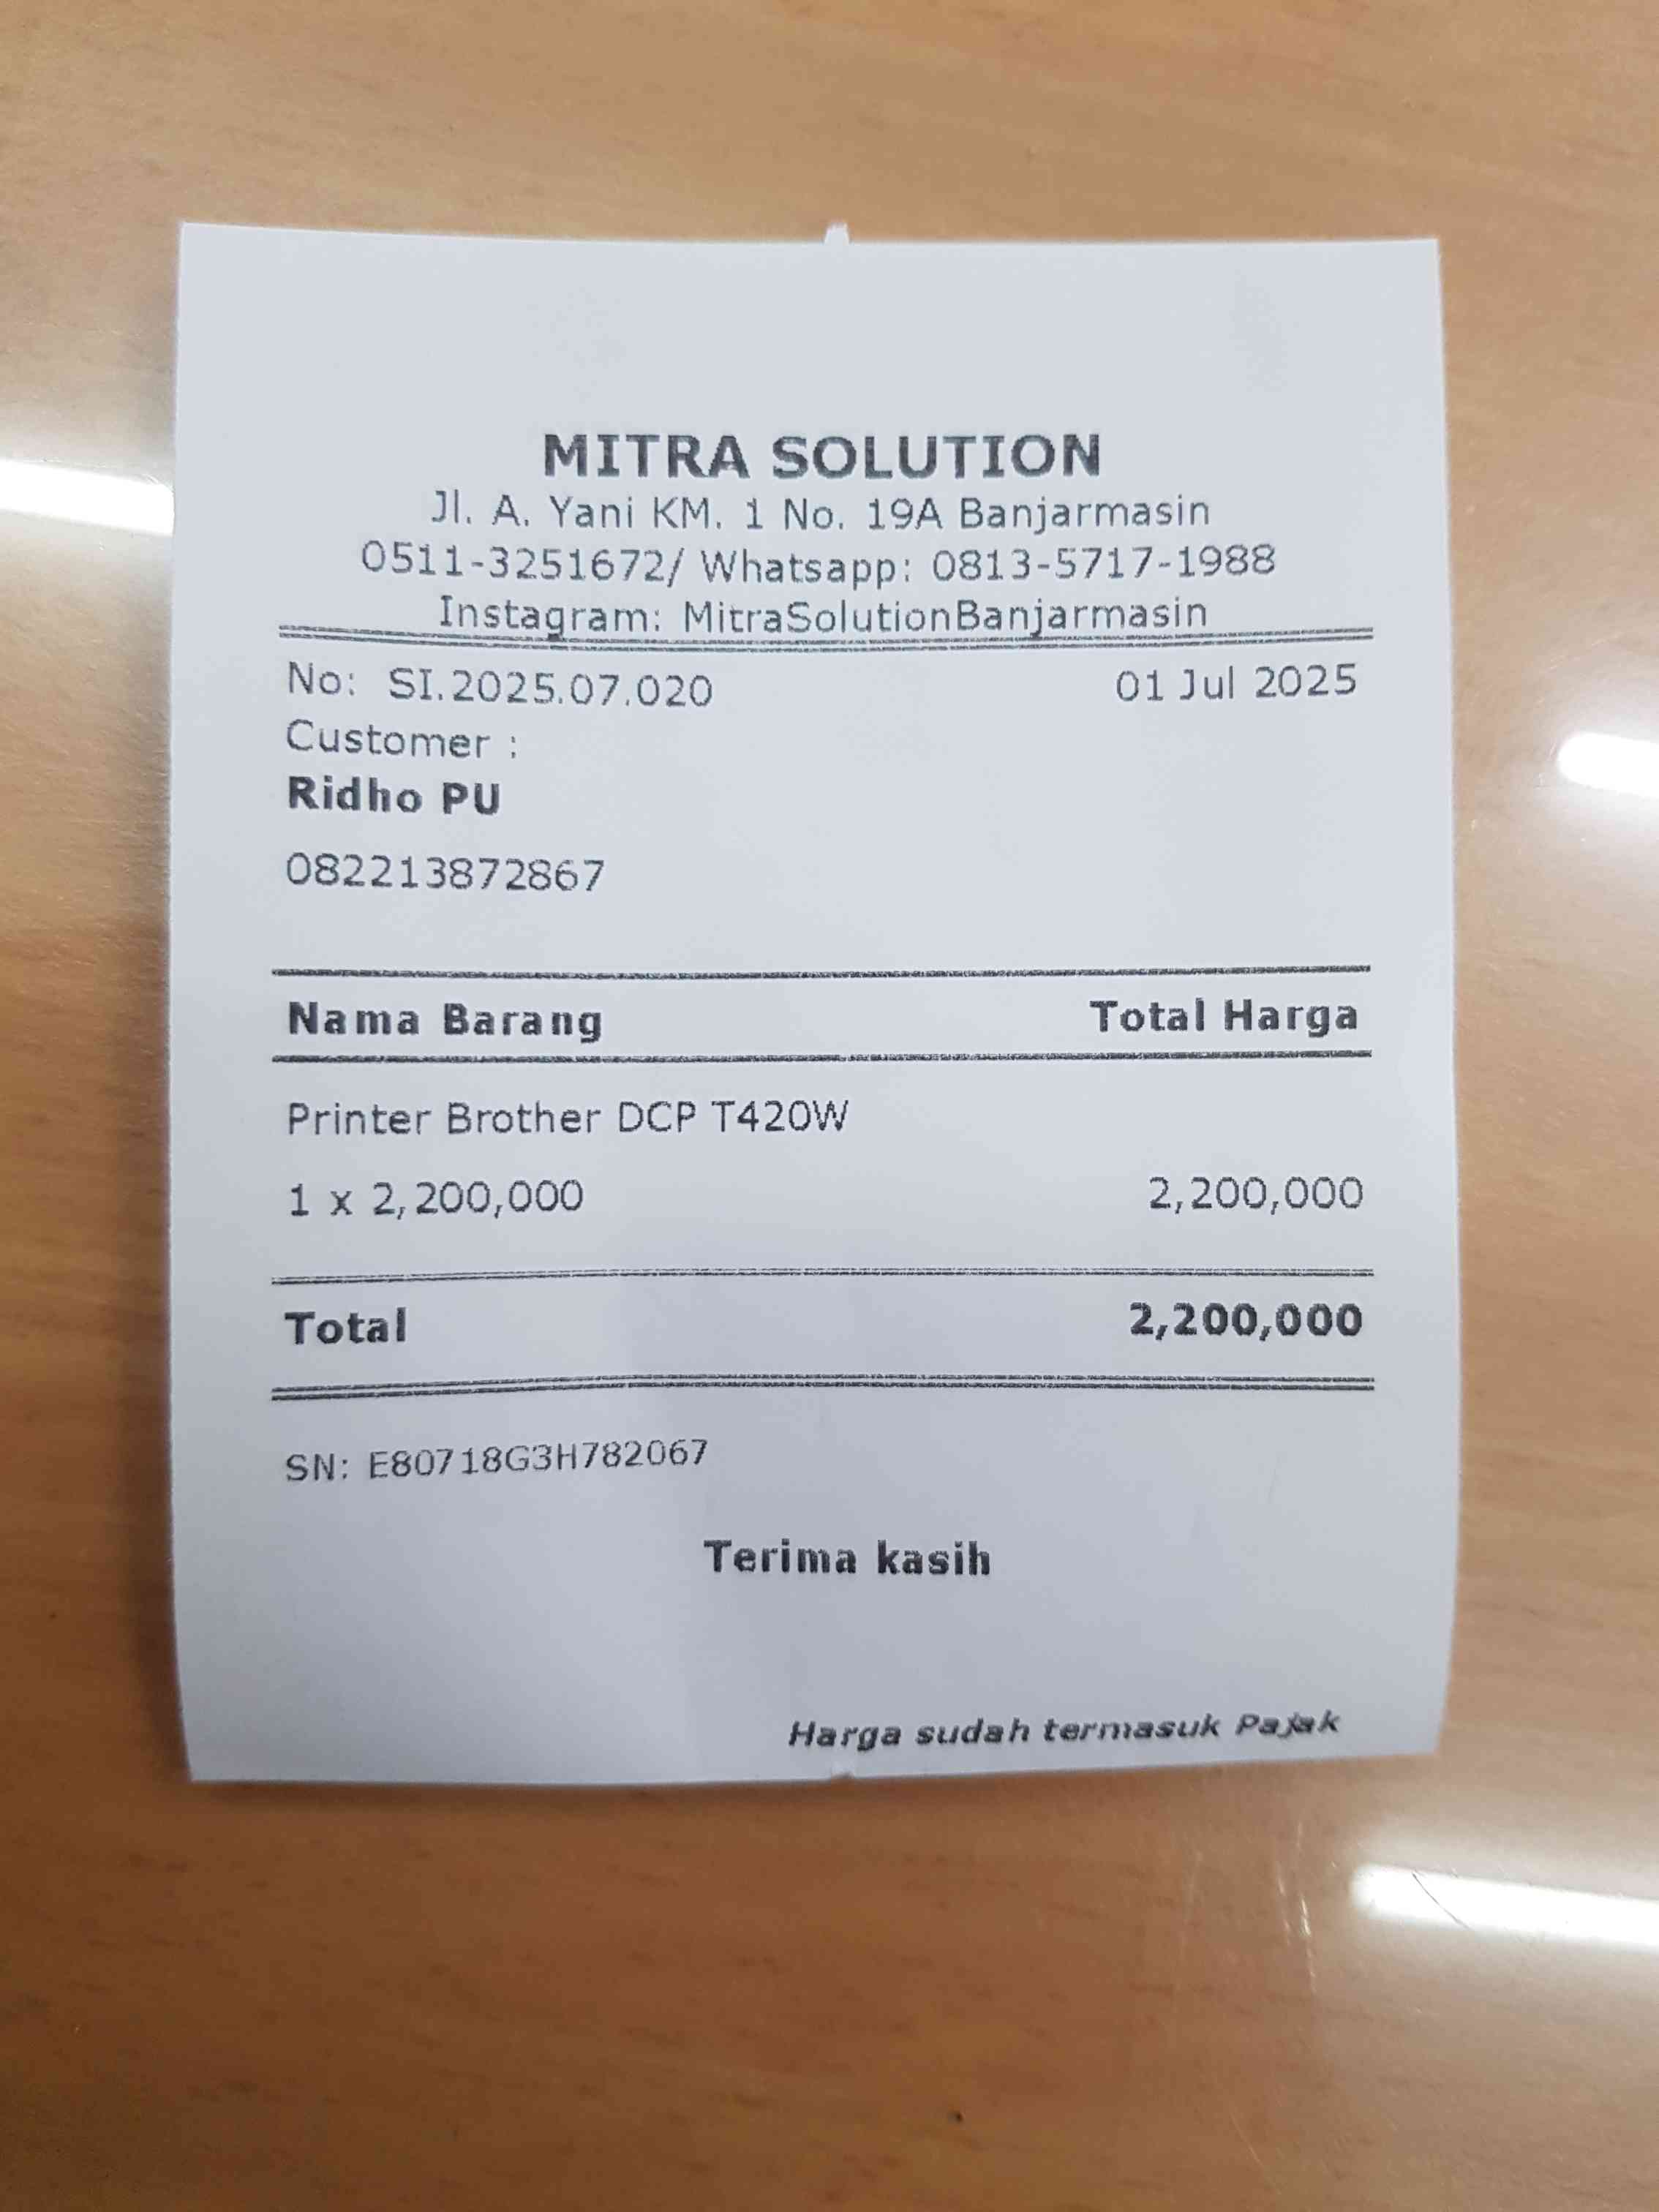 MITRA SOLUTION
Jl. A. Yani KM. 1 No. 19A Banjarmasin
0511-3251672/ Whatsapp: 0813-5717-1988
Instagram: MitraSolutionBanjarmasin
No: SI.2025.07.020 01 Jul 2025
Customer :
Ridho PU
082213872867
Nama Barang Total Harga
Printer Brother DCP T420W
1 x 2,200,000 2,200,000
Total 2,200,000
SN: E80718G3H782067
Terima kasih
Harga sudah termasuk Pajak